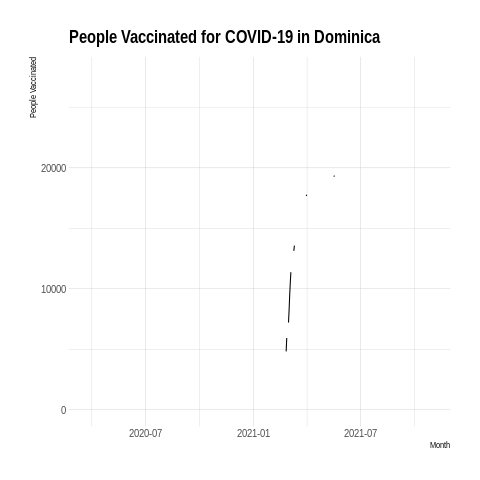 People Vaccinated for COVID-19 in Dominica
People Vaccinated
20000
10000
0
2020-07
2021-01
2021-07
Month